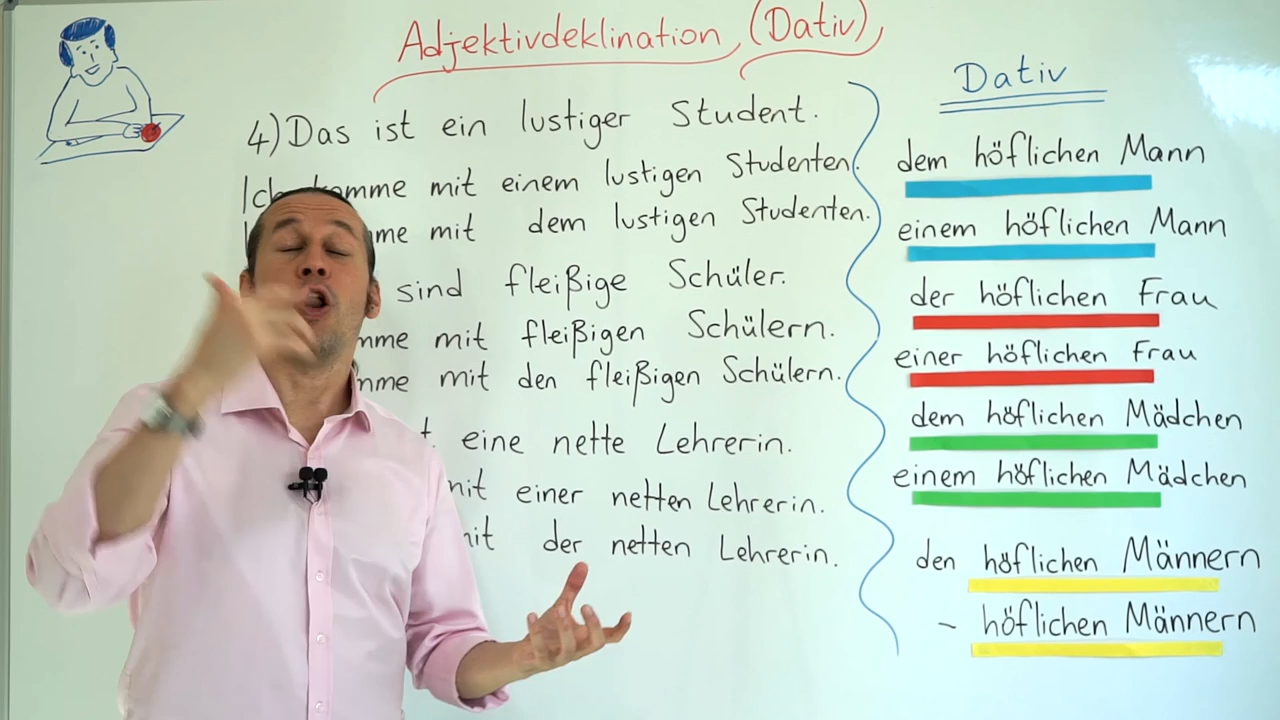 Adjektivdeklination (Dativ)
4) Das ist ein lustiger Student.
Ich komme mit einem lustigen Studenten.
mit dem lustigen Studenten.
sind fleißige Schüler.
mit fleißigen Schülern.
mit den fleißigen Schülern.
eine nette Lehrerin.
mit einer netten Lehrerin.
mit der netten Lehrerin.
Dativ
dem höflichen Mann
einem höflichen Mann
der höflichen Frau
einer höflichen Frau
dem höflichen Mädchen
einem höflichen Mädchen
den höflichen Männern
- höflichen Männern